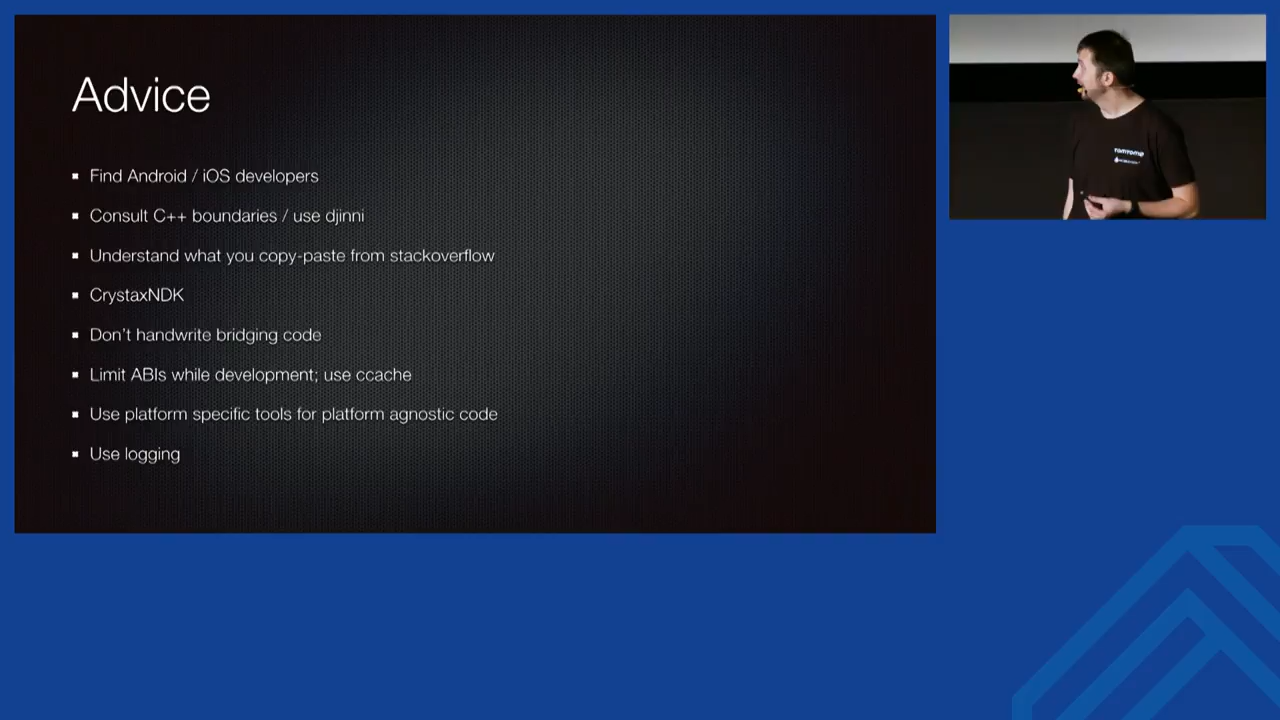 Advice
Find Android / iOS developers
Consult C++ boundaries / use djinni
Understand what you copy-paste from stackoverflow
CrystaxNDK
Don't handwrite bridging code
Limit ABIs while development; use ccache
Use platform specific tools for platform agnostic code
Use logging